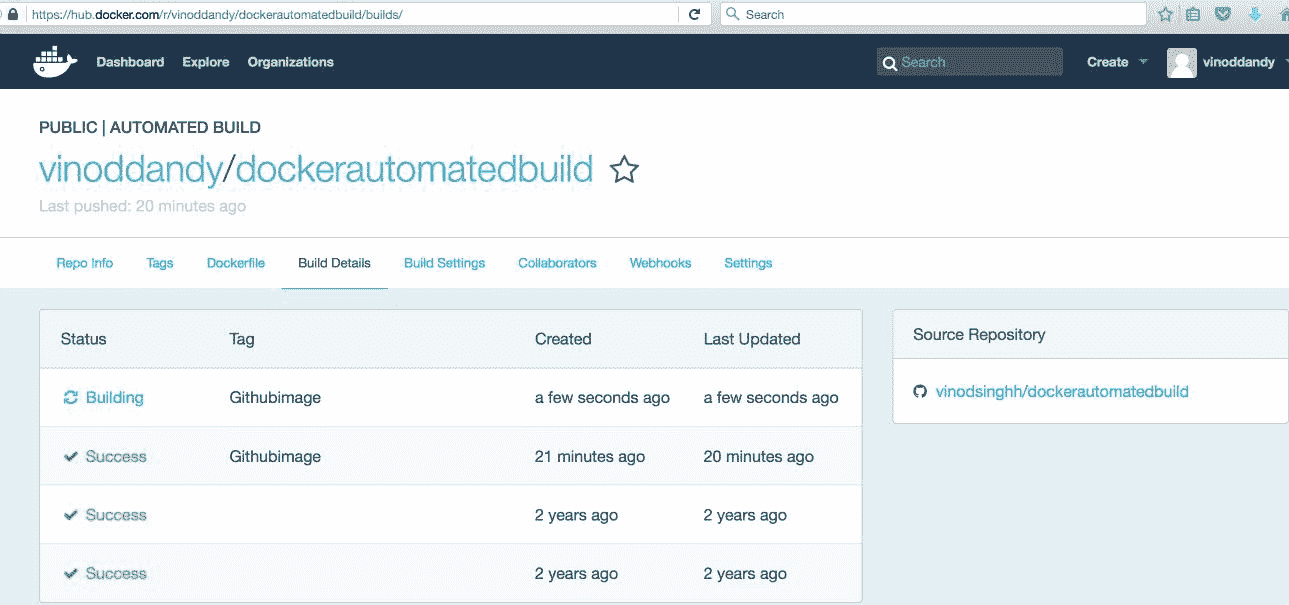 https://hub.docker.com/r/vinoddandy/dockerautomatedbuild/builds/
Search
Dashboard Explore Organizations
Search
Create
vinoddandy
PUBLIC | AUTOMATED BUILD
vinoddandy/dockerautomatedbuild
Last pushed: 20 minutes ago
Repo Info Tags Dockerfile Build Details Build Settings Collaborators Webhooks Settings
Status Tag Created Last Updated
Building Githubimage a few seconds ago a few seconds ago
Success Githubimage 21 minutes ago 20 minutes ago
Success 2 years ago 2 years ago
Success 2 years ago 2 years ago
Source Repository
vinodsinghh/dockerautomatedbuild